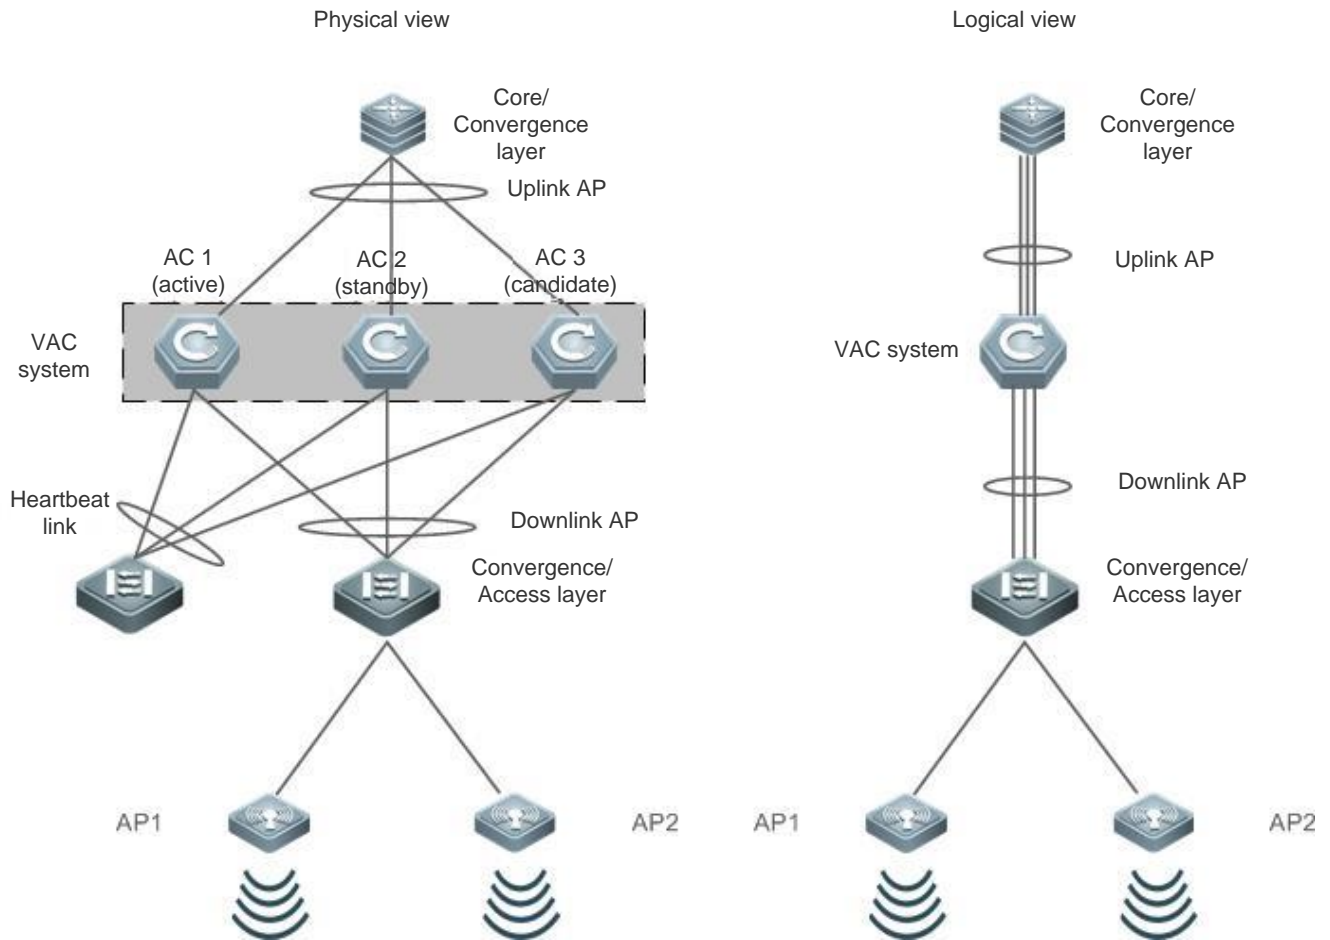 Physical view
Logical view
Core/
Convergence
layer
Uplink AP
AC 1
(active)
AC 2
(standby)
AC 3
(candidate)
VAC
system
Heartbeat
link
Downlink AP
Convergence/
Access layer
AP1
AP2
Core/
Convergence
layer
Uplink AP
VAC system
Downlink AP
Convergence/
Access layer
AP1
AP2